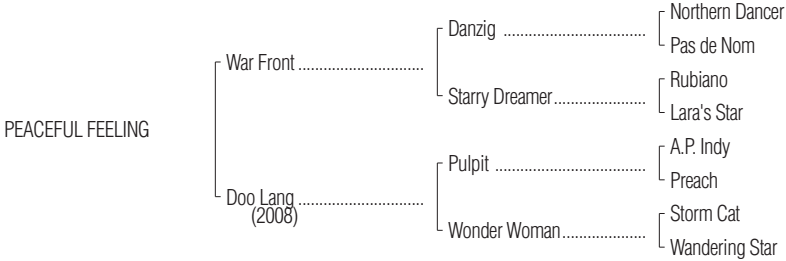 Northern Dancer
Danzig ..................................
Pas de Nom
War Front ..............................
Rubiano
Starry Dreamer......................
Lara's Star
PEACEFUL FEELING
A.P. Indy
Pulpit ....................................
Preach
Doo Lang ..............................
(2008)
Storm Cat
Wonder Woman....................
Wandering Star